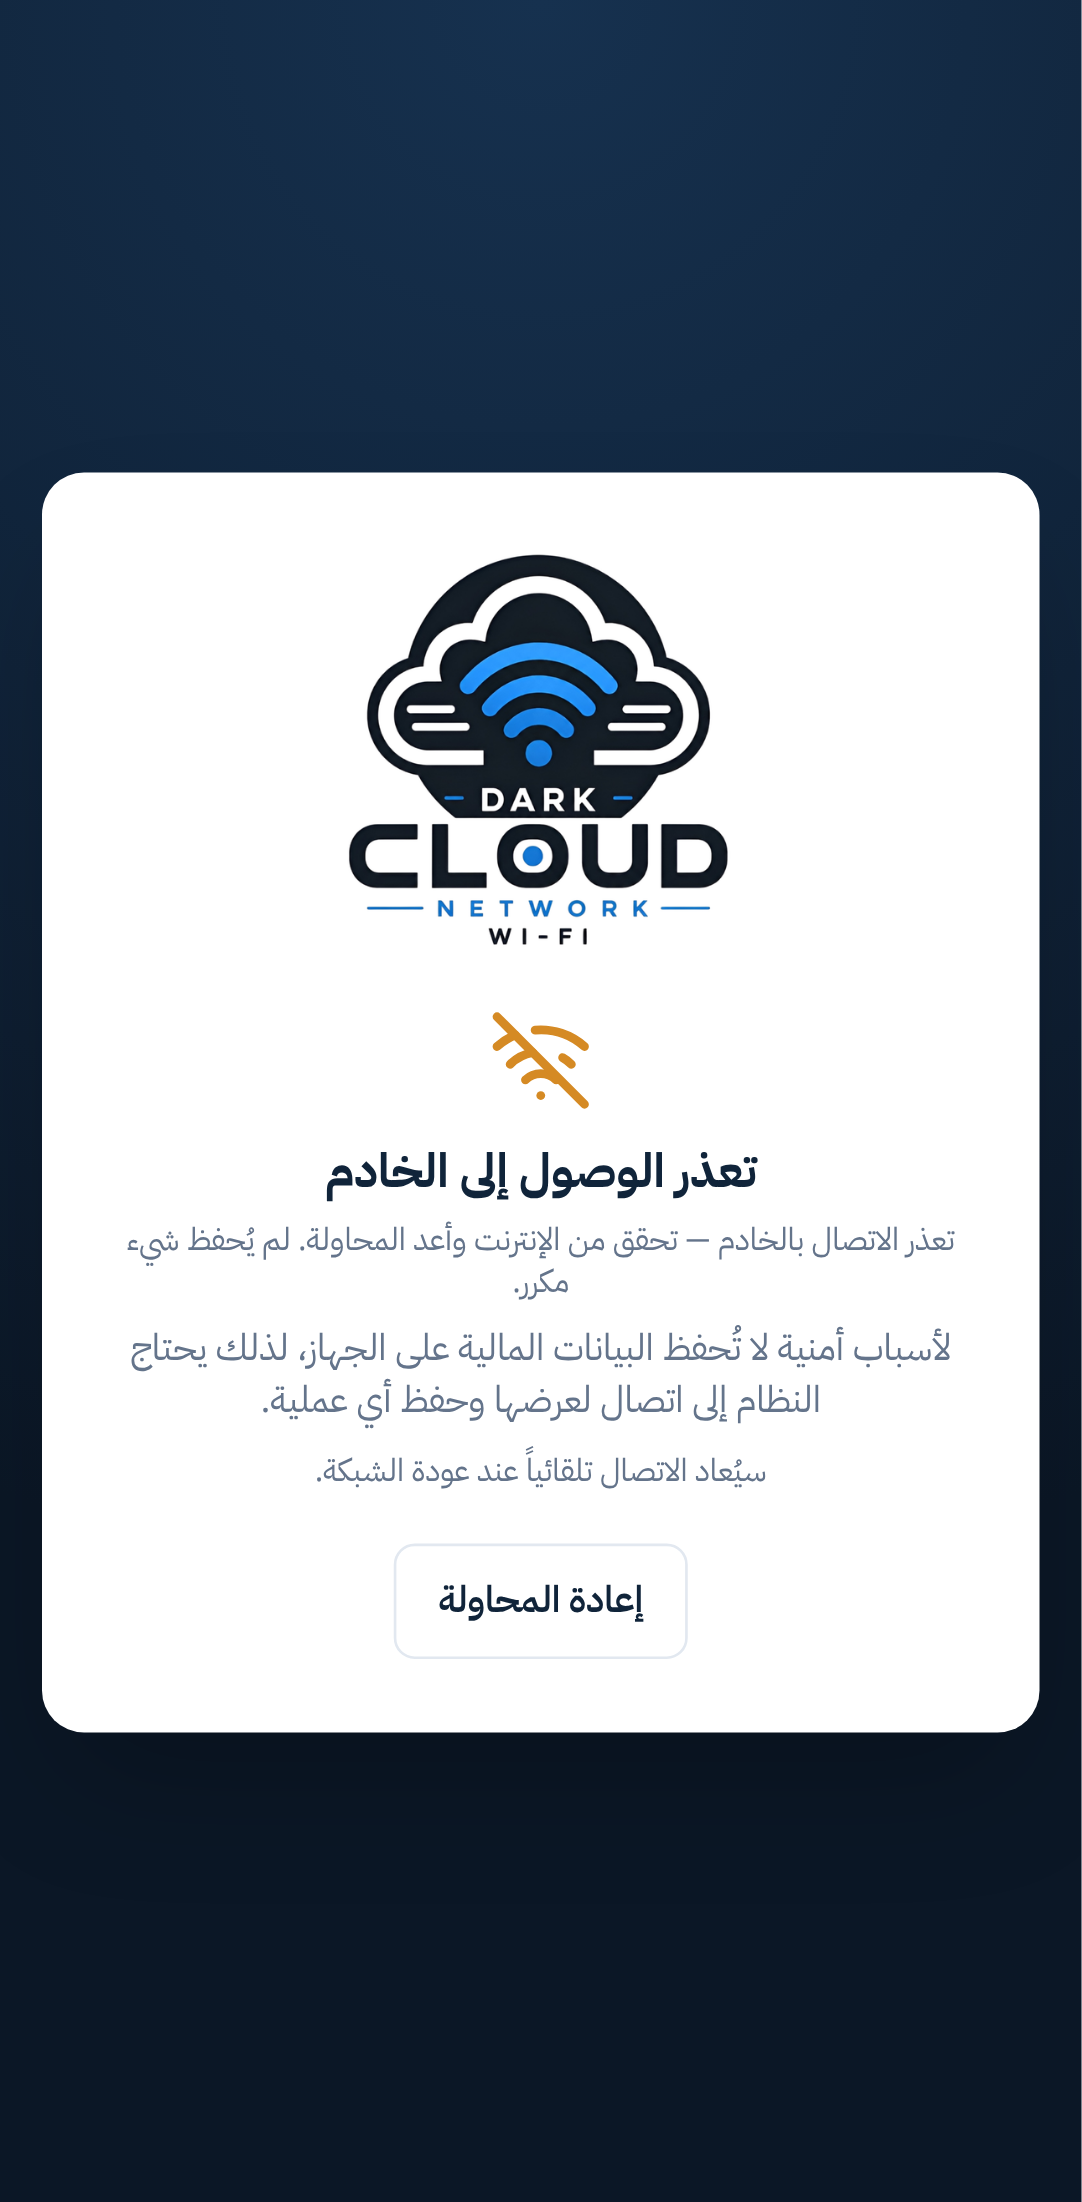 DARK
CLOUD
NETWORK
WI-FI
تعذر الوصول إلى الخادم
تعذر الاتصال بالخادم — تحقق من الإنترنت وأعد المحاولة. لم يُحفظ شيء
مكرر.
لأسباب أمنية لا تُحفظ البيانات المالية على الجهاز، لذلك يحتاج
النظام إلى اتصال لعرضها وحفظ أي عملية.
سيُعاد الاتصال تلقائياً عند عودة الشبكة.
إعادة المحاولة